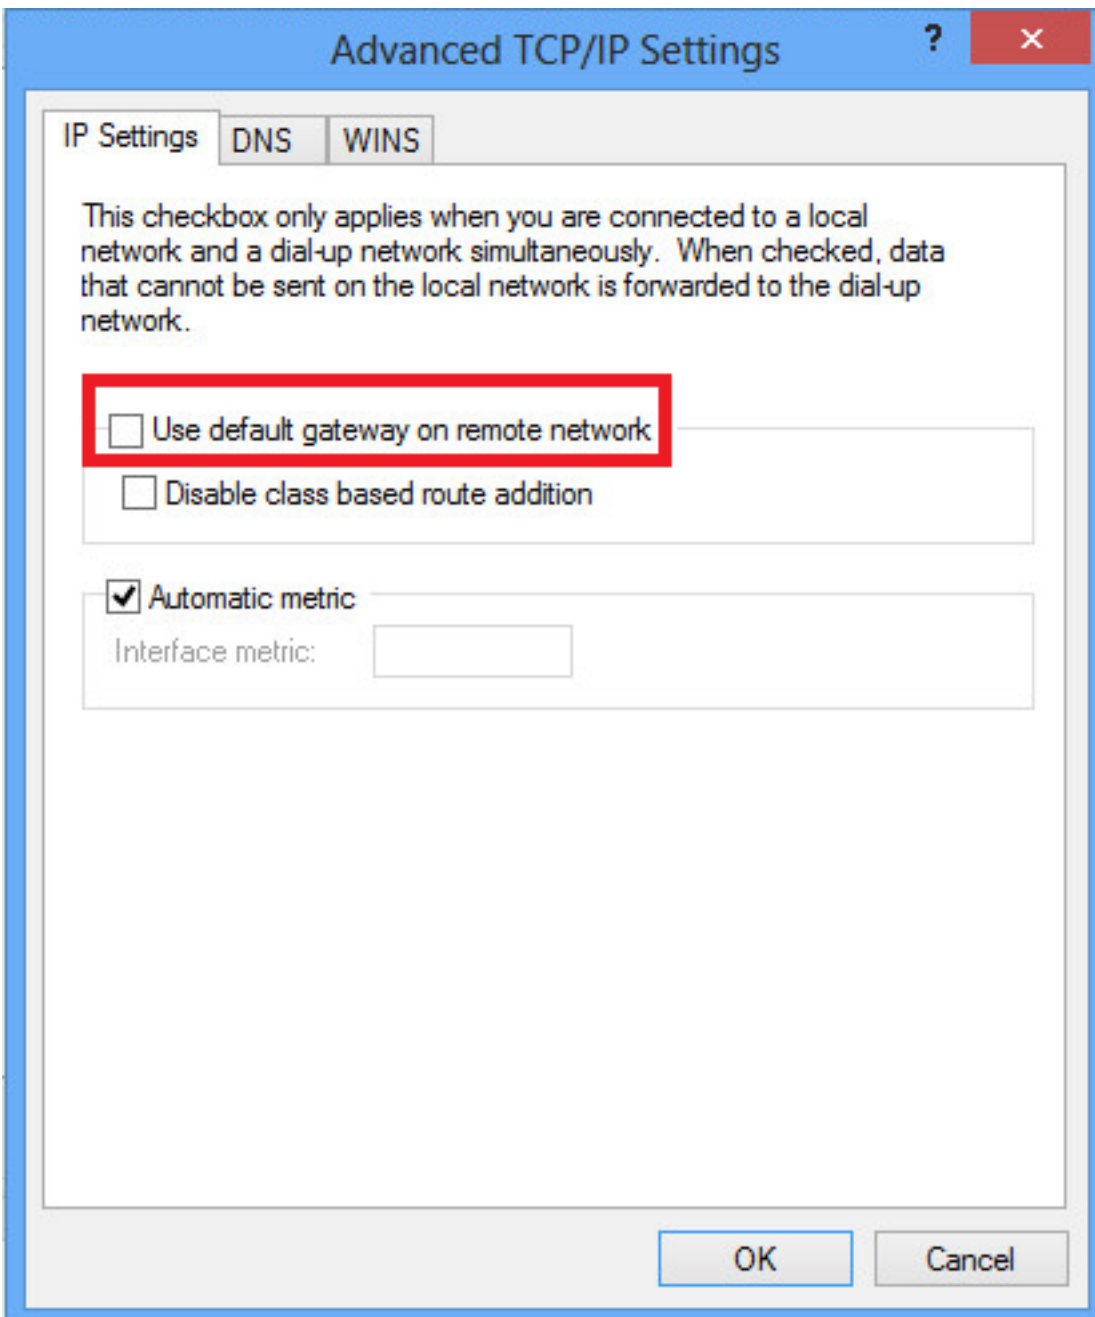 Advanced TCP/IP Settings
?
IP Settings DNS WINS
This checkbox only applies when you are connected to a local
network and a dial-up network simultaneously. When checked, data
that cannot be sent on the local network is forwarded to the dial-up
network.
Use default gateway on remote network
Disable class based route addition
Automatic metric
Interface metric:
OK Cancel